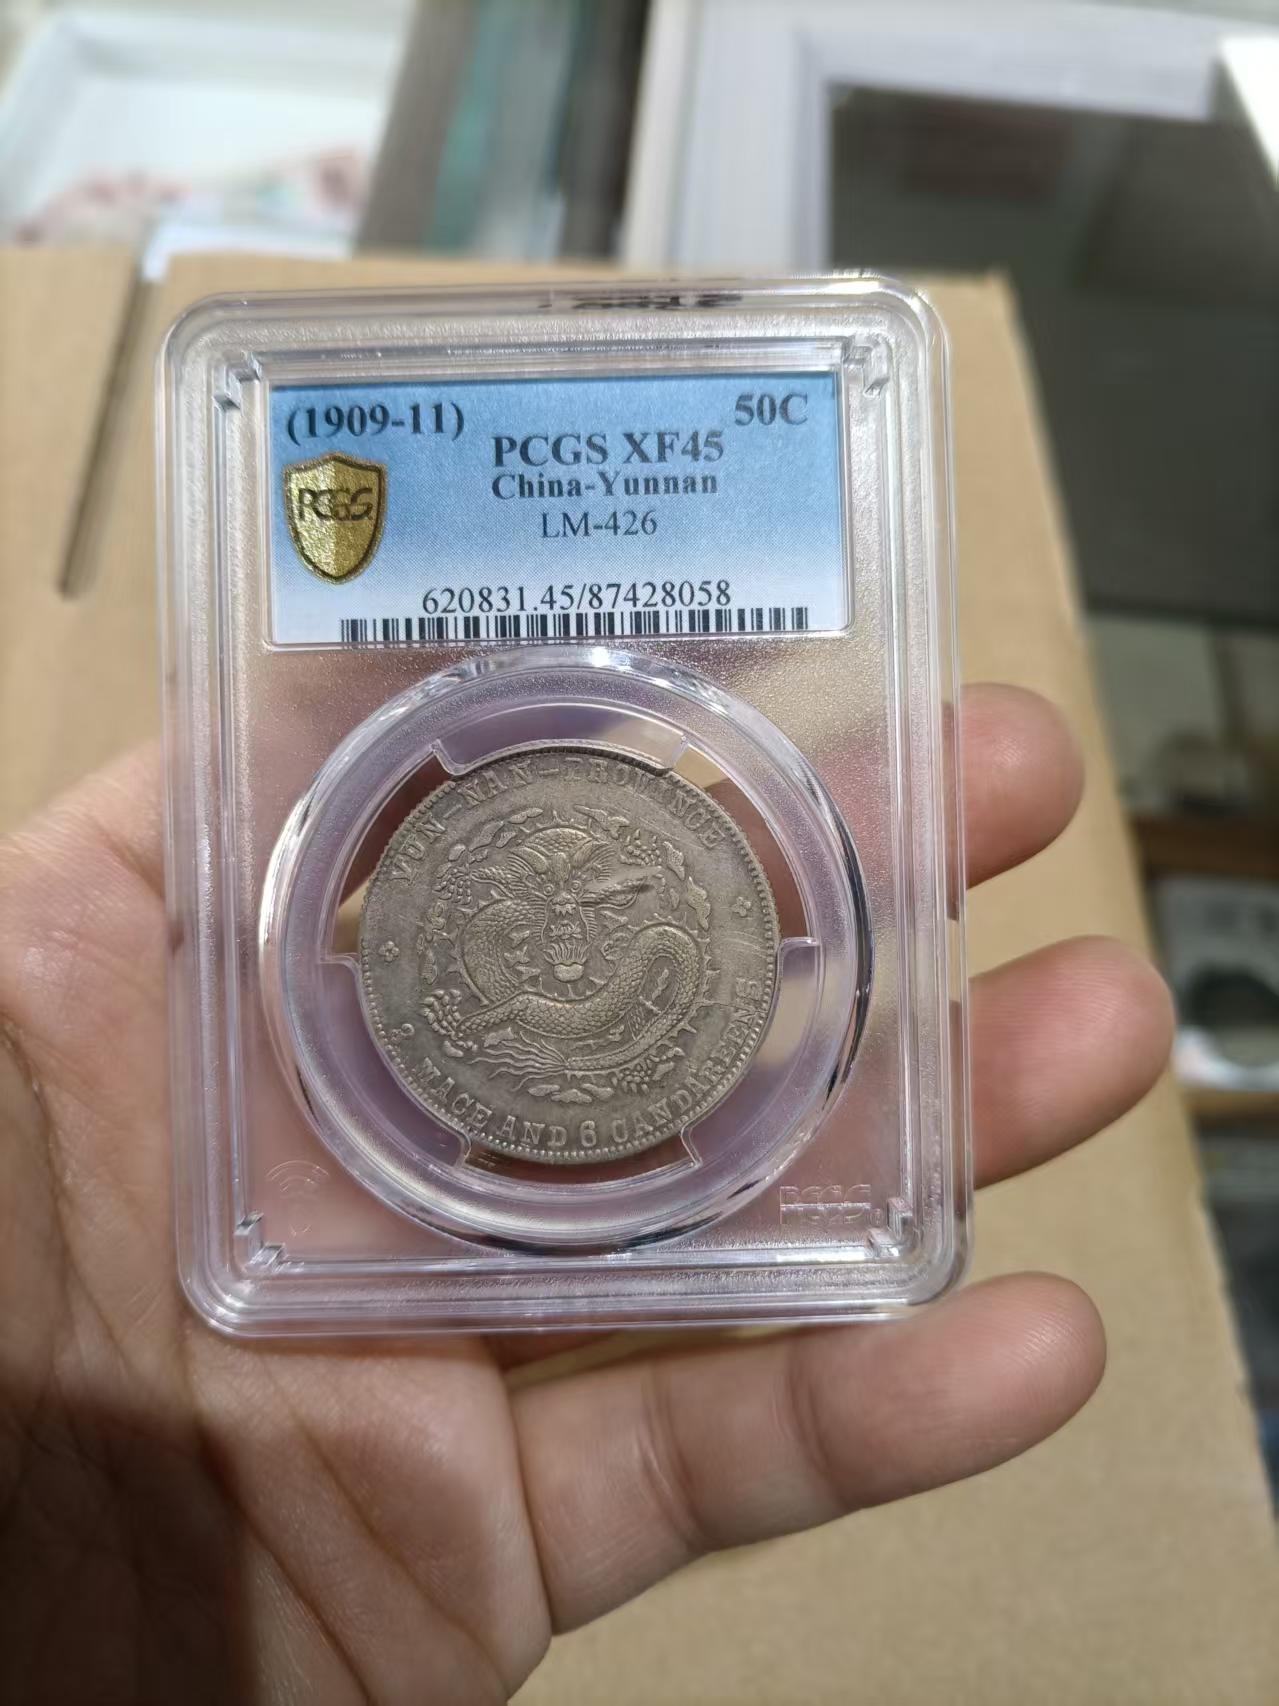 (1909-11)
50C
PCGS XF45
China-Yunnan
LM-426
PCGS
620831.45/87428058
YUN-NAN-PROVINCE
2 MACE AND 6 CANDAREENS